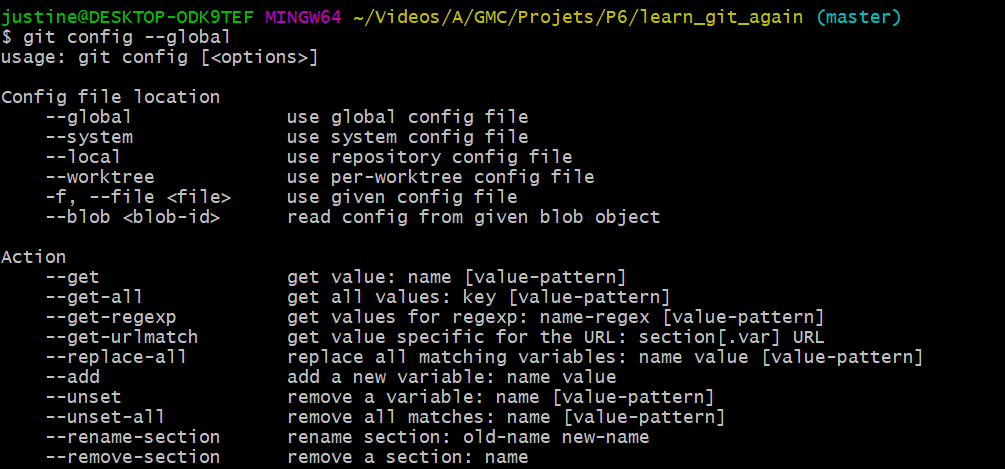 justine@DESKTOP-ODK9TEF MINGW64 ~/Videos/A/GMC/Projets/P6/learn_git_again (master)
$ git config --global
usage: git config [<options>]

Config file location
    --global              use global config file
    --system              use system config file
    --local               use repository config file
    --worktree            use per-worktree config file
    -f, --file <file>     use given config file
    --blob <blob-id>      read config from given blob object

Action
    --get                 get value: name [value-pattern]
    --get-all             get all values: key [value-pattern]
    --get-regexp          get values for regexp: name-regex [value-pattern]
    --get-urlmatch        get value specific for the URL: section[.var] URL
    --replace-all         replace all matching variables: name value [value-pattern]
    --add                 add a new variable: name value
    --unset               remove a variable: name [value-pattern]
    --unset-all           remove all matches: name [value-pattern]
    --rename-section      rename section: old-name new-name
    --remove-section      remove a section: name